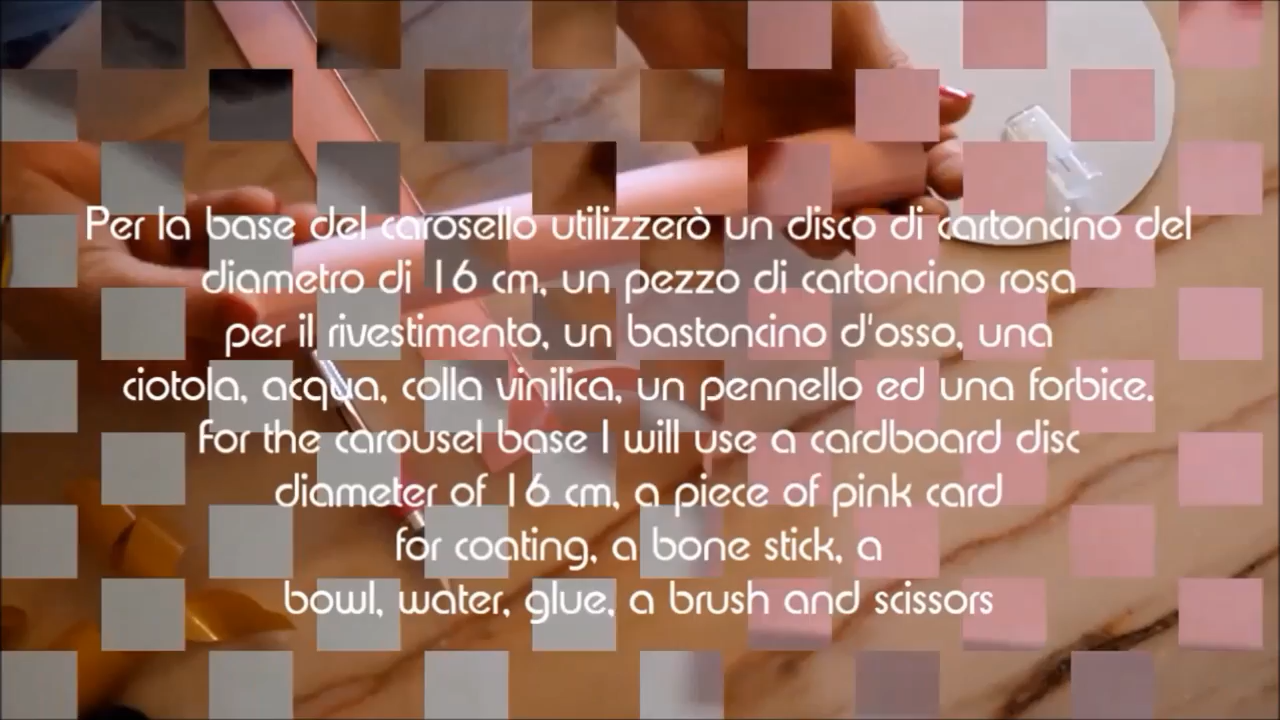 Per la base del carosello utilizzerò un disco di cartoncino del
diametro di 16 cm, un pezzo di cartoncino rosa
per il rivestimento, un bastoncino d'osso, una
ciotola, acqua, colla vinilica, un pennello ed una forbice.
For the carousel base I will use a cardboard disc
diameter of 16 cm, a piece of pink card
for coating, a bone stick, a
bowl, water, glue, a brush and scissors